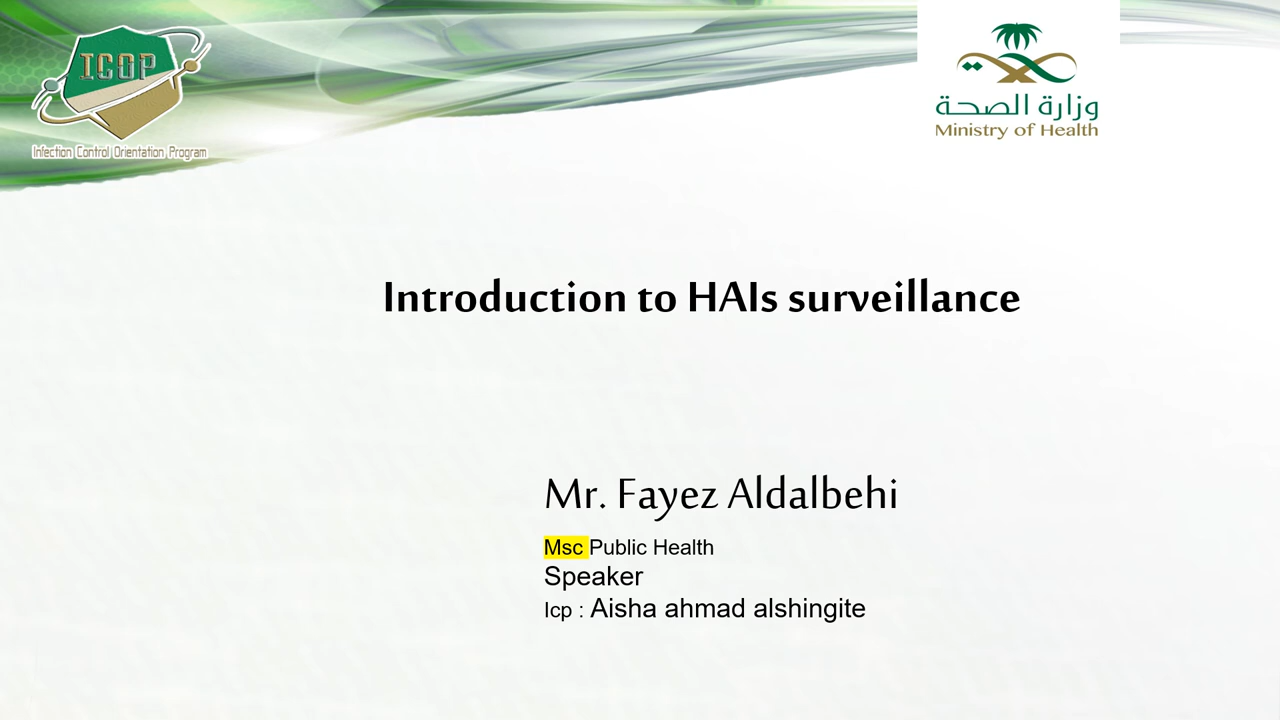 ICOP
Infection Control Orientation Program
وزارة الصحة
Ministry of Health
Introduction to HAIs surveillance
Mr. Fayez Aldalbehi
Msc Public Health
Speaker
Icp : Aisha ahmad alshingite